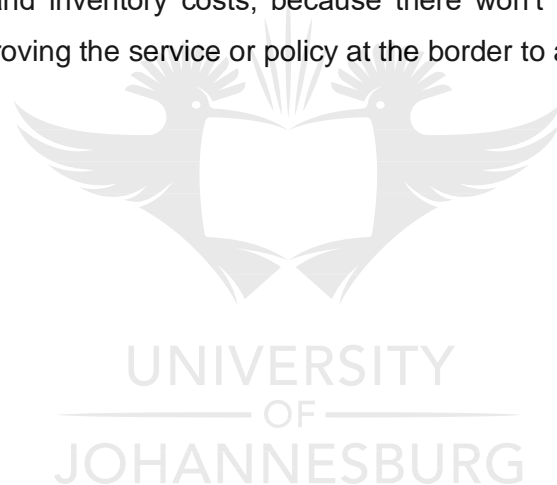 and inventory costs, because there won't
roving the service or policy at the border to a
UNIVERSITY
OF
JOHANNESBURG